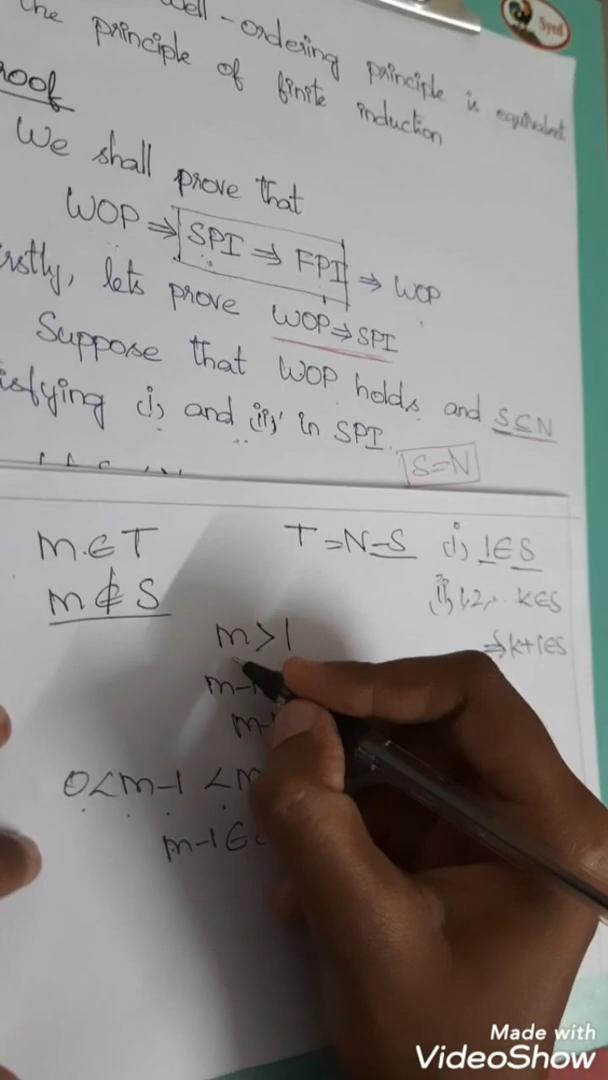 Well-ordering principle is equivalent
the principle of finite induction
roof
We shall prove that
WOP ⇒ SPI ⇒ FPI ⇒ WOP
rstly, lets prove WOP⇒SPI
Suppose that WOP holds and S⊆N
isfying (i) and (ii)' in SPI.
S=N
m∈T T=N-S (i) 1∈S
m∉S (ii)' 1,2,.. k∈S
m>1 ⇒k+1∈S
0<m-1 <m
m-1∈
Syed
Made with
VideoShow